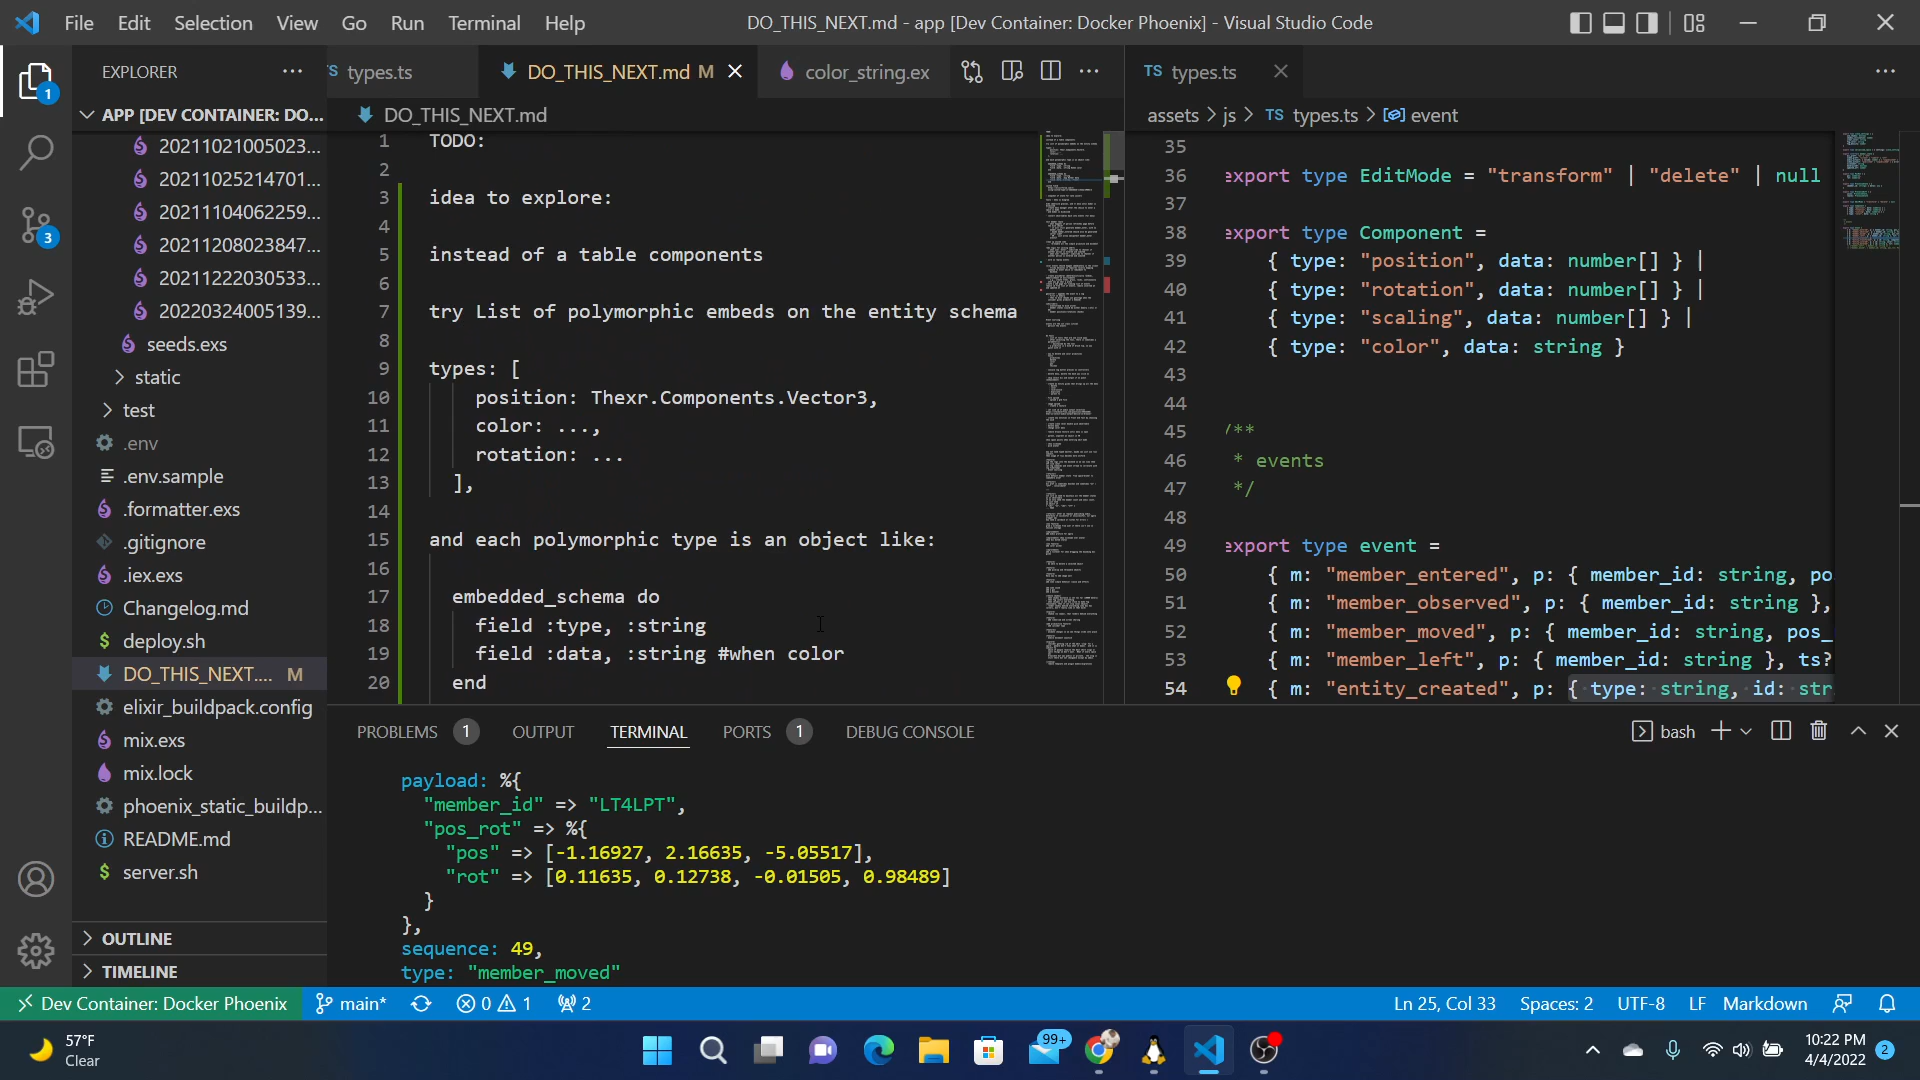 File Edit Selection View Go Run Terminal Help
DO_THIS_NEXT.md - app [Dev Container: Docker Phoenix] - Visual Studio Code
EXPLORER
APP [DEV CONTAINER: DO...
20211021005023...
20211025214701...
20211104062259...
20211208023847...
20211222030533...
20220324005139...
seeds.exs
static
test
.env
.env.sample
.formatter.exs
.gitignore
.iex.exs
Changelog.md
deploy.sh
DO_THIS_NEXT.... M
elixir_buildpack.config
mix.exs
mix.lock
phoenix_static_buildp...
README.md
server.sh
OUTLINE
TIMELINE
1
3
types.ts
DO_THIS_NEXT.md M
color_string.ex
DO_THIS_NEXT.md
1 TODO:
2
3 idea to explore:
4
5 instead of a table components
6
7 try List of polymorphic embeds on the entity schema
8
9 types: [
10 position: Thexr.Components.Vector3,
11 color: ...,
12 rotation: ...
13 ],
14
15 and each polymorphic type is an object like:
16
17 embedded_schema do
18 field :type, :string
19 field :data, :string #when color
20 end
TS types.ts
assets > js > TS types.ts > event
35
36 export type EditMode = "transform" | "delete" | null
37
38 export type Component =
39 { type: "position", data: number[] } |
40 { type: "rotation", data: number[] } |
41 { type: "scaling", data: number[] } |
42 { type: "color", data: string }
43
44
45 /**
46 * events
47 */
48
49 export type event =
50 { m: "member_entered", p: { member_id: string, po
51 { m: "member_observed", p: { member_id: string },
52 { m: "member_moved", p: { member_id: string, pos_
53 { m: "member_left", p: { member_id: string }, ts?
54 { m: "entity_created", p: { type: string, id: str
PROBLEMS 1 OUTPUT TERMINAL PORTS 1 DEBUG CONSOLE
bash
payload: %{
"member_id" => "LT4LPT",
"pos_rot" => %{
"pos" => [-1.16927, 2.16635, -5.05517],
"rot" => [0.11635, 0.12738, -0.01505, 0.98489]
}
},
sequence: 49,
type: "member_moved"
Dev Container: Docker Phoenix main* 0 1 2
Ln 25, Col 33 Spaces: 2 UTF-8 LF Markdown
57°F
Clear
99+
10:22 PM
4/4/2022
2